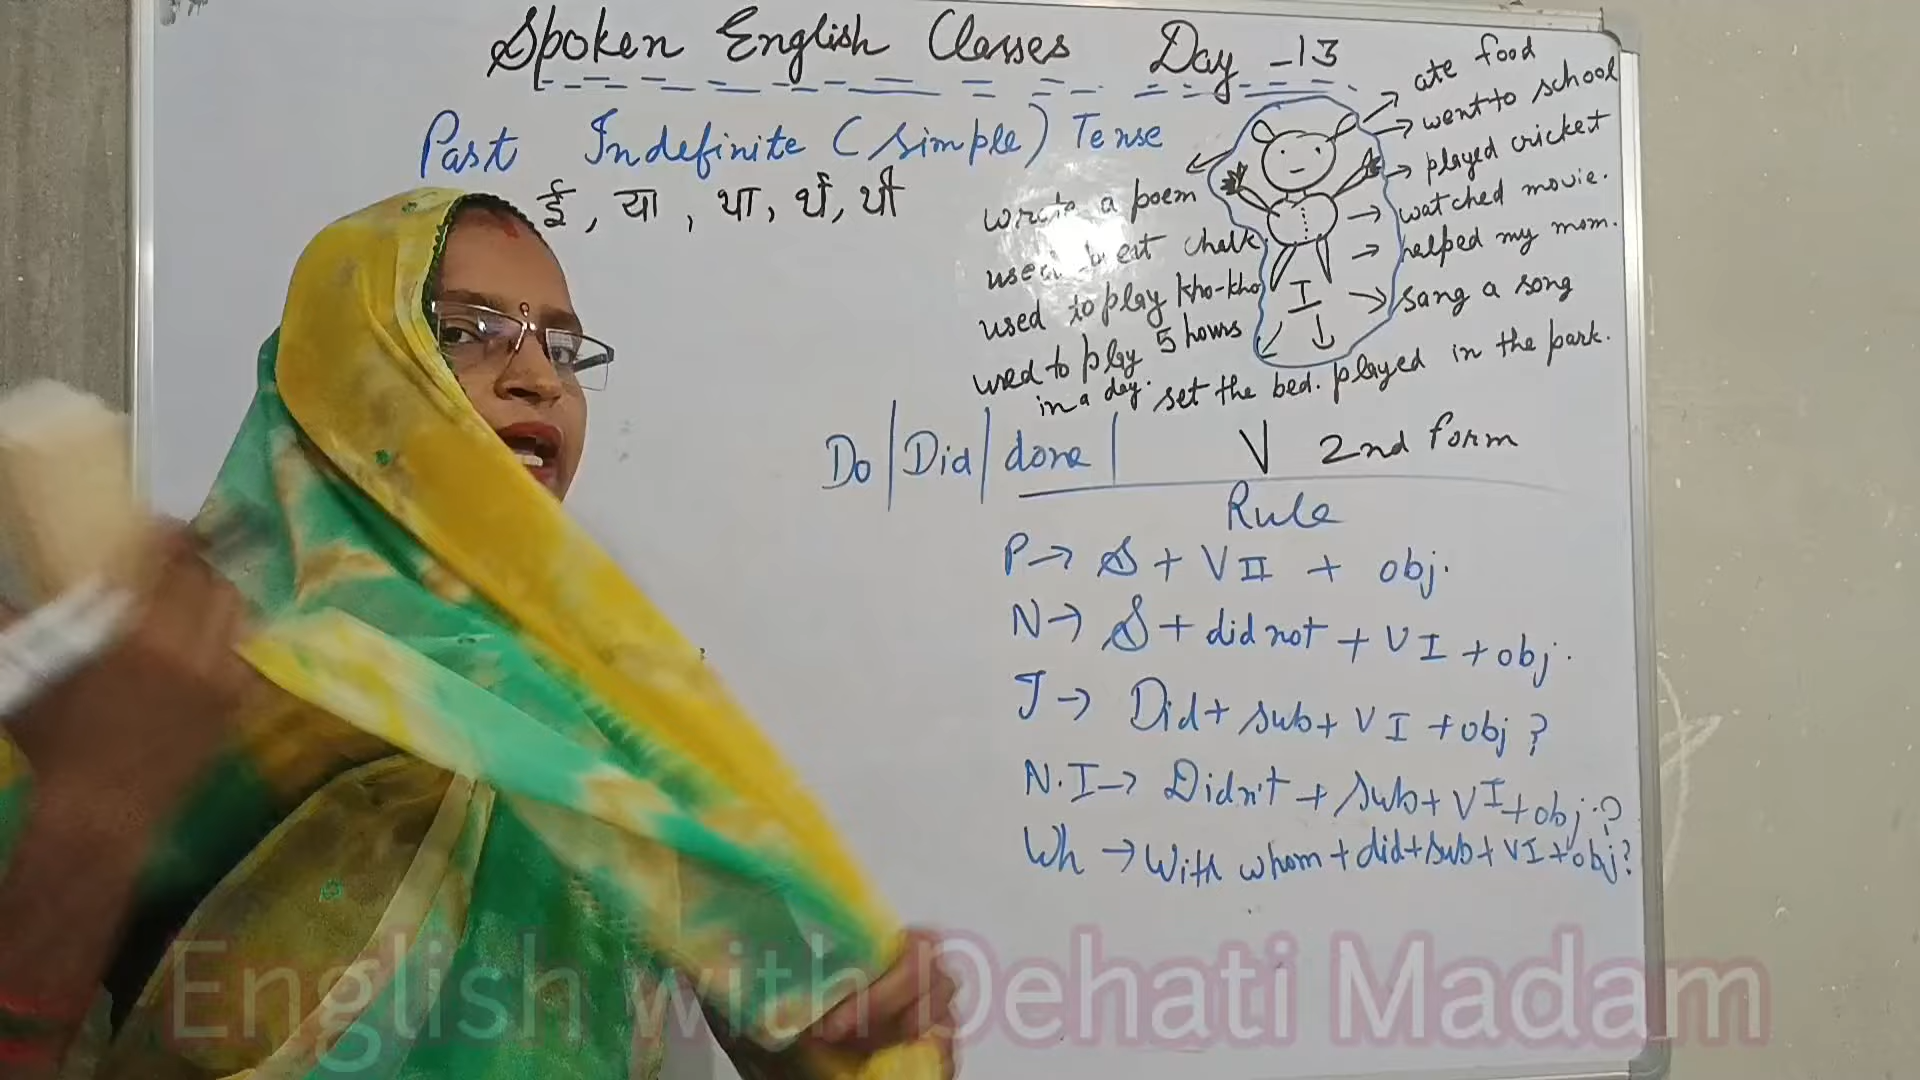 Spoken English Classes Day -13
Past Indefinite (simple) Tense
ई, या, था, थे, थी
ate food
went to school
played cricket
watched movie.
helped my mom.
sang a song
played in the park.
set the bed.
wrote a poem
used eat chalk
used to play kho-kho
used to play 5 hours
in a day.
Do | Did | done |
V 2nd form
Rule
P → S + V II + obj.
N → S + did not + V I + obj.
I → Did + sub + V I + obj ?
N.I → Didn't + sub + V I + obj.?
Wh → With whom + did + sub + V I + obj?
English with Dehati Madam